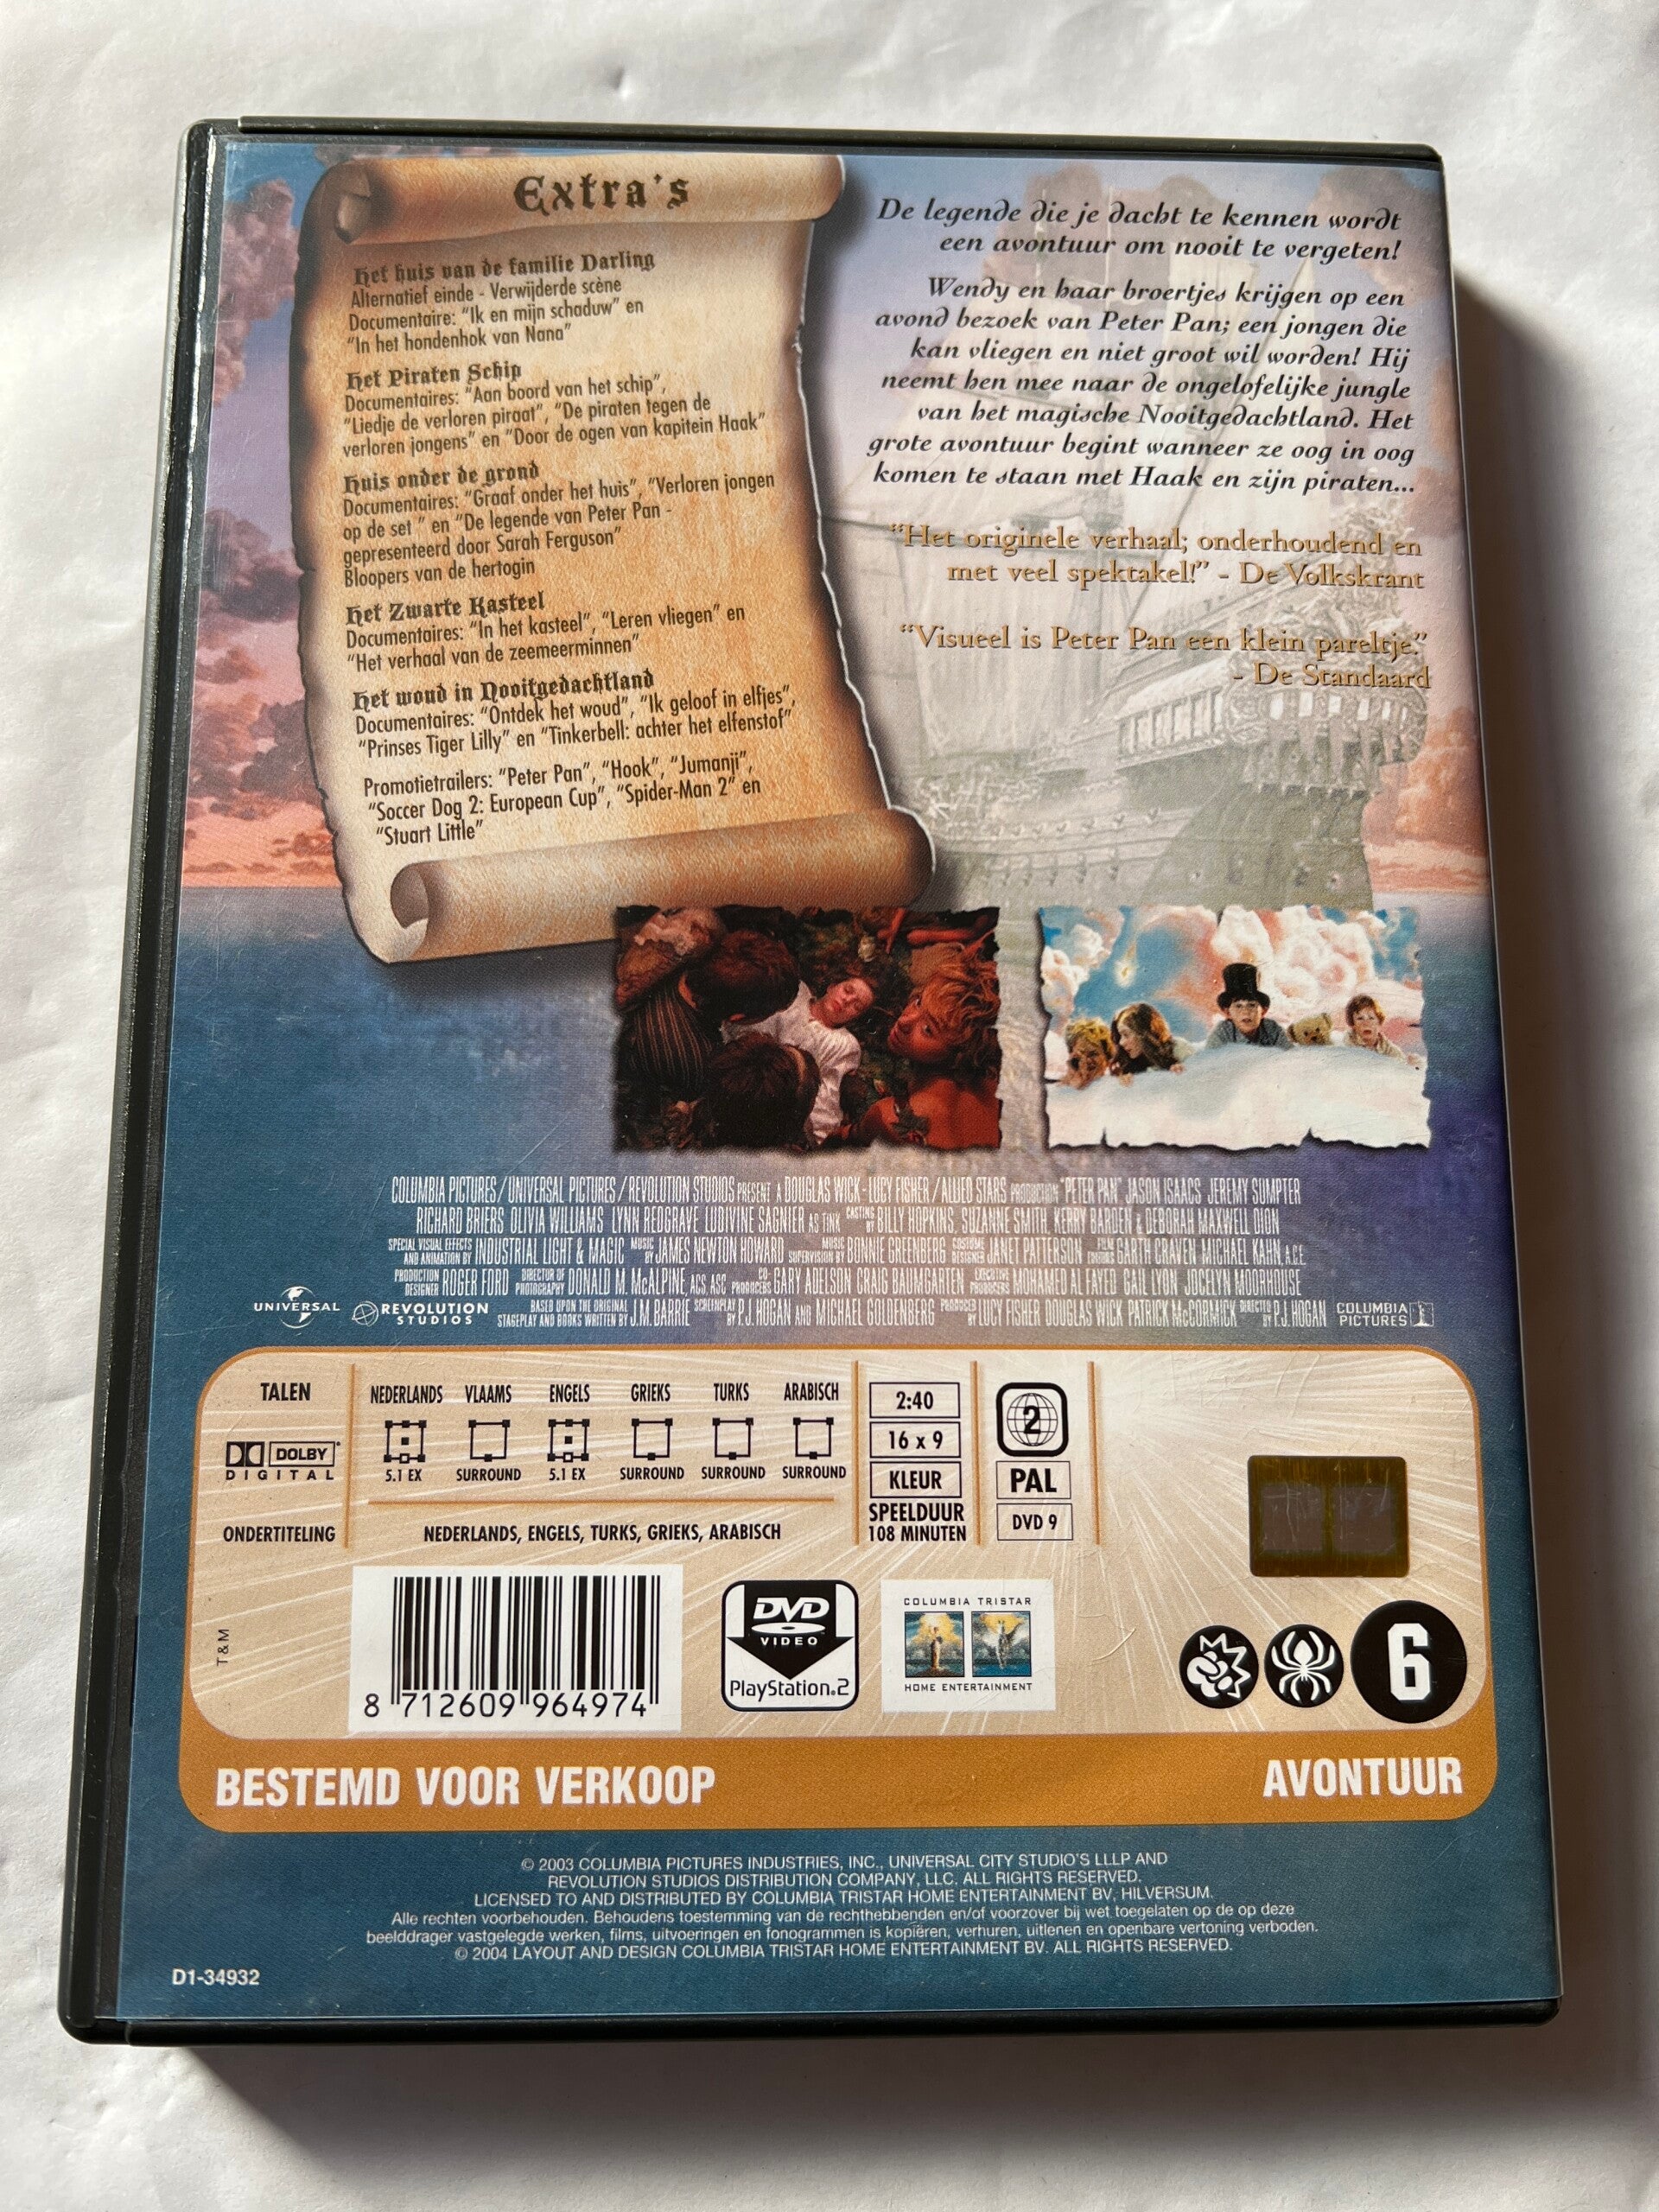 Extra's
Het huis van de familie Darling
Alternatief einde - Verwijderde scène
Documentaire: "Ik en mijn schaduw" en
"In het hondenhok van Nana"
Het Piraten Schip
Documentaires: "Aan boord van het schip",
"Liedje de verloren piraat", "De piraten tegen de
verloren jongens" en "Door de ogen van kapitein Haak"
Huis onder de grond
Documentaires: "Graaf onder het huis", "Verloren jongen
op de set " en "De legende van Peter Pan -
gepresenteerd door Sarah Ferguson"
Bloopers van de hertogin
Het Zwarte Kasteel
Documentaires: "In het kasteel", "Leren vliegen" en
"Het verhaal van de zeemeerminnen"
Het woud in Nooitgedachtland
Documentaires: "Ontdek het woud", "Ik geloof in elfjes",
"Prinses Tiger Lilly" en "Tinkerbell: achter het elfenstof"
Promotietrailers: "Peter Pan", "Hook", "Jumanji",
"Soccer Dog 2: European Cup", "Spider-Man 2" en
"Stuart Little"
De legende die je dacht te kennen wordt
een avontuur om nooit te vergeten!
Wendy en haar broertjes krijgen op een
avond bezoek van Peter Pan; een jongen die
kan vliegen en niet groot wil worden! Hij
neemt hen mee naar de ongelofelijke jungle
van het magische Nooitgedachtland. Het
grote avontuur begint wanneer ze oog in oog
komen te staan met Haak en zijn piraten...
"Het originele verhaal; onderhoudend en
met veel spektakel!" - De Volkskrant
"Visueel is Peter Pan een klein pareltje."
- De Standaard
COLUMBIA PICTURES / UNIVERSAL PICTURES / REVOLUTION STUDIOS PRESENT A DOUGLAS WICK - LUCY FISHER / ALLIED STARS PRODUCTION "PETER PAN" JASON ISAACS JEREMY SUMPTER
RICHARD BRIERS OLIVIA WILLIAMS LYNN REDGRAVE LUDIVINE SAGNIER AS TINK CASTING BY BILLY HOPKINS, SUZANNE SMITH, KERRY BARDEN & DEBORAH MAXWELL DION
SPECIAL VISUAL EFFECTS AND ANIMATION BY INDUSTRIAL LIGHT & MAGIC MUSIC BY JAMES NEWTON HOWARD MUSIC SUPERVISION BY BONNIE GREENBERG COSTUME DESIGNER JANET PATTERSON FILM EDITORS GARTH CRAVEN MICHAEL KAHN, A.C.E.
PRODUCTION DESIGNER ROGER FORD DIRECTOR OF PHOTOGRAPHY DONALD M. McALPINE, ACS, ASC CO-PRODUCERS GARY ADELSON CRAIG BAUMGARTEN EXECUTIVE PRODUCERS MOHAMED AL FAYED GAIL LYON JOCELYN MOORHOUSE
BASED UPON THE ORIGINAL STAGEPLAY AND BOOKS WRITTEN BY J.M. BARRIE SCREENPLAY BY P.J. HOGAN AND MICHAEL GOLDENBERG PRODUCED BY LUCY FISHER DOUGLAS WICK PATRICK McCORMICK DIRECTED BY P.J. HOGAN
UNIVERSAL
REVOLUTION STUDIOS
COLUMBIA PICTURES
TALEN
NEDERLANDS VLAAMS ENGELS GRIEKS TURKS ARABISCH
DOLBY
DIGITAL
5.1 EX SURROUND 5.1 EX SURROUND SURROUND SURROUND
ONDERTITELING
NEDERLANDS, ENGELS, TURKS, GRIEKS, ARABISCH
2:40
16 x 9
KLEUR
SPEELDUUR
108 MINUTEN
2
PAL
DVD 9
T&M
8 712609 964974
DVD
VIDEO
PlayStation.2
COLUMBIA TRISTAR
HOME ENTERTAINMENT
6
BESTEMD VOOR VERKOOP
AVONTUUR
© 2003 COLUMBIA PICTURES INDUSTRIES, INC., UNIVERSAL CITY STUDIO'S LLLP AND
REVOLUTION STUDIOS DISTRIBUTION COMPANY, LLC. ALL RIGHTS RESERVED.
LICENSED TO AND DISTRIBUTED BY COLUMBIA TRISTAR HOME ENTERTAINMENT BV, HILVERSUM.
Alle rechten voorbehouden. Behoudens toestemming van de rechthebbenden en/of voorzover bij wet toegelaten op de op deze
beelddrager vastgelegde werken, films, uitvoeringen en fonogrammen is kopiëren, verhuren, uitlenen en openbare vertoning verboden.
© 2004 LAYOUT AND DESIGN COLUMBIA TRISTAR HOME ENTERTAINMENT BV. ALL RIGHTS RESERVED.
D1-34932